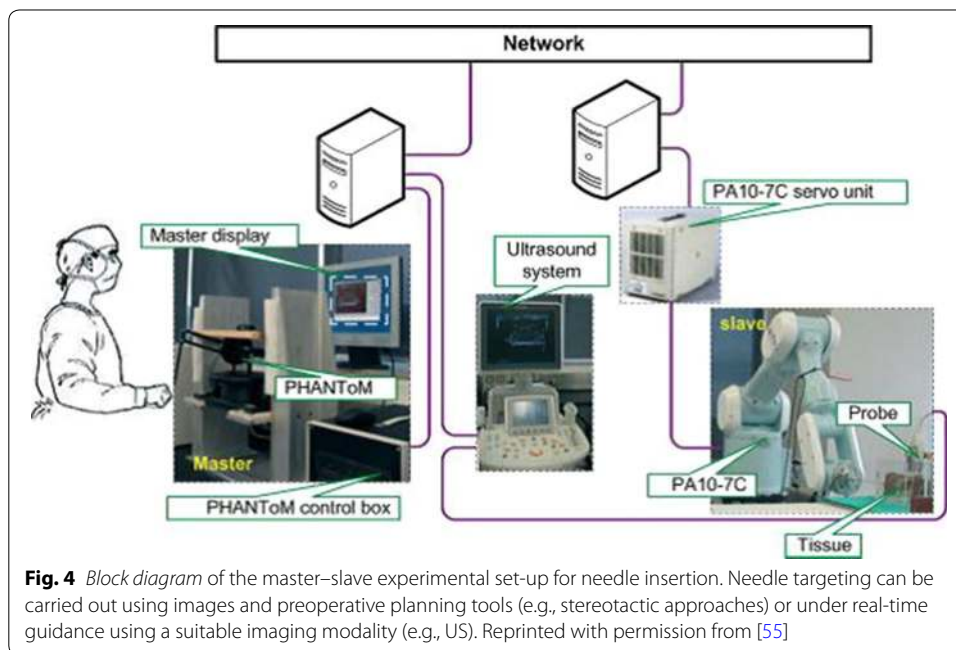 Network
PA10-7C servo unit
Master display
Ultrasound
system
slave
PHANToM
Probe
Master
PA10-7C
PHANToM control box
Tissue
Fig. 4 Block diagram of the master–slave experimental set-up for needle insertion. Needle targeting can be
carried out using images and preoperative planning tools (e.g., stereotactic approaches) or under real-time
guidance using a suitable imaging modality (e.g., US). Reprinted with permission from [55]